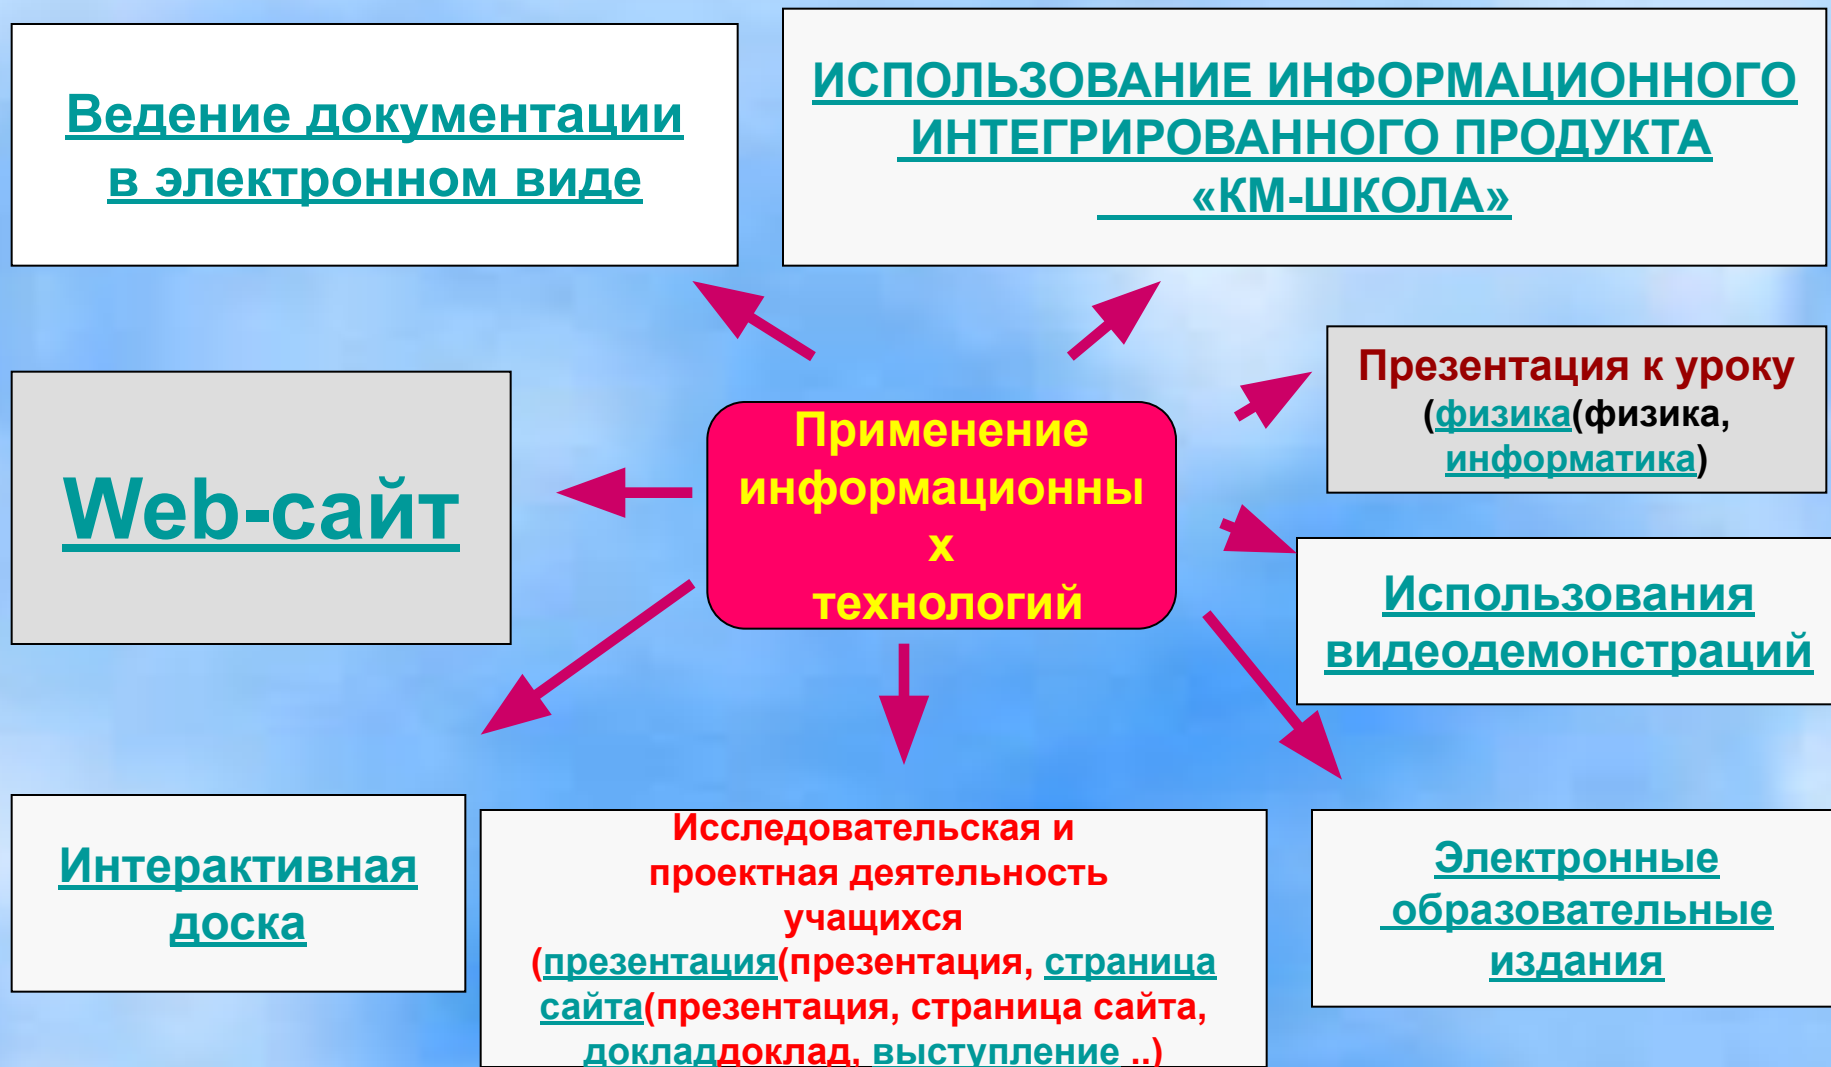 Ведение документации
в электронном виде
ИСПОЛЬЗОВАНИЕ ИНФОРМАЦИОННОГО
ИНТЕГРИРОВАННОГО ПРОДУКТА
«КМ-ШКОЛА»
Презентация к уроку
(физика(физика,
информатика)
Web-сайт
Применение
информационны
х
технологий
Использования
видеодемонстраций
Интерактивная
доска
Исследовательская и
проектная деятельность
учащихся
(презентация(презентация, страница
сайта(презентация, страница сайта,
докладдоклад, выступление ..)
Электронные
образовательные
издания